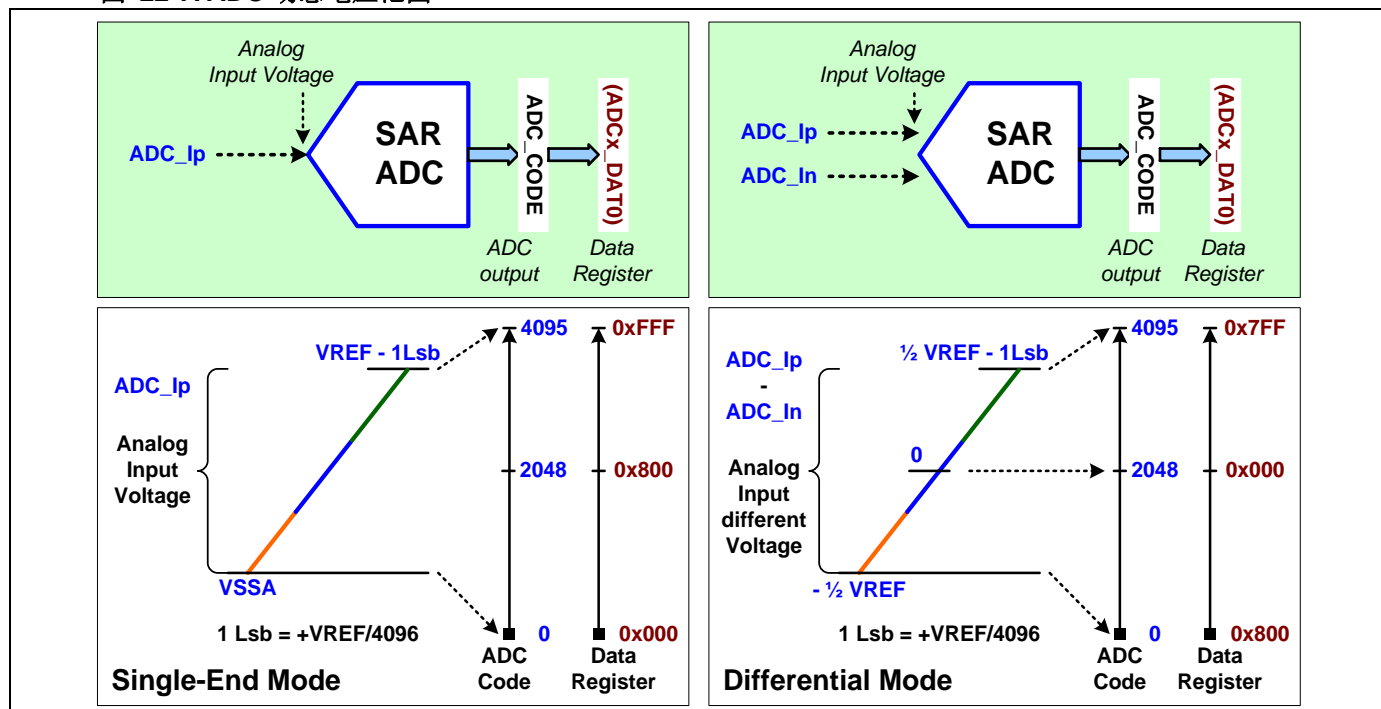 Analog
Input Voltage
ADC_Ip
SAR
ADC
ADC_CODE
(ADCx_DAT0)
ADC
output
Data
Register
Analog
Input Voltage
ADC_Ip
ADC_In
SAR
ADC
ADC_CODE
(ADCx_DAT0)
ADC
output
Data
Register
4095
0xFFF
VREF - 1Lsb
ADC_Ip
Analog
Input
Voltage
2048
0x800
VSSA
1 Lsb = +VREF/4096
0
0x000
ADC
Code
Data
Register
Single-End Mode
4095
0x7FF
½ VREF - 1Lsb
ADC_Ip
-
ADC_In
0
2048
0x000
Analog
Input
different
Voltage
- ½ VREF
1 Lsb = +VREF/4096
0
0x800
ADC
Code
Data
Register
Differential Mode